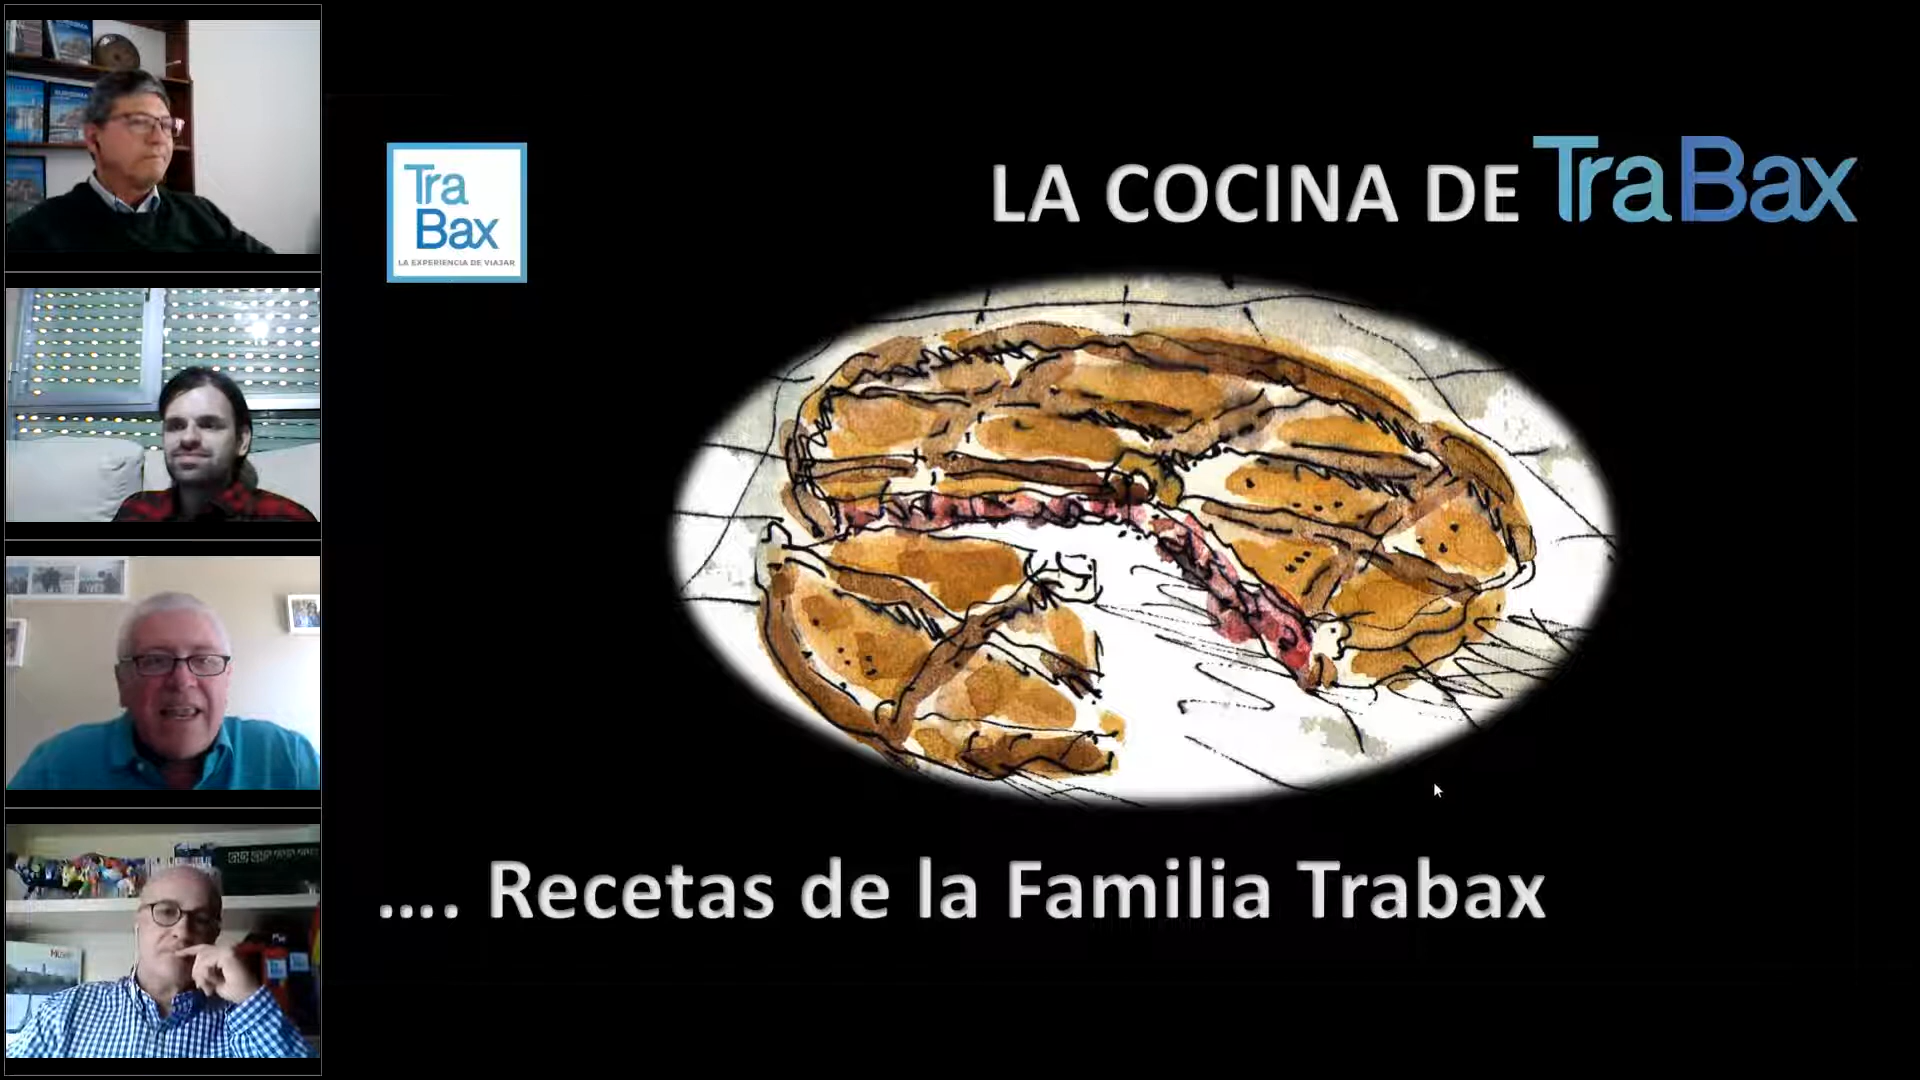 Tra
Bax
LA EXPERIENCIA DE VIAJAR
LA COCINA DE TraBax
.... Recetas de la Familia Trabax